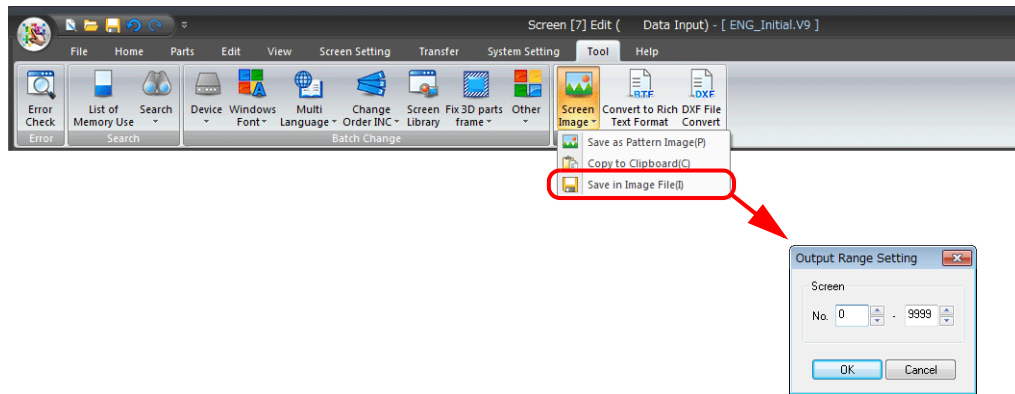 Screen [7] Edit ( Data Input) - [ ENG_Initial.V9 ]
File Home Parts Edit View Screen Setting Transfer System Setting Tool Help
Error Check
List of Memory Use
Search
Device
Windows Font
Multi Language
Change Order INC
Screen Library
Fix 3D parts frame
Other
Screen Image
RTF
Convert to Rich Text Format
DXF
DXF File Convert
Error Search Batch Change
Save as Pattern Image(P)
Copy to Clipboard(C)
Save in Image File(I)
Output Range Setting
Screen
No. 0 - 9999
OK Cancel